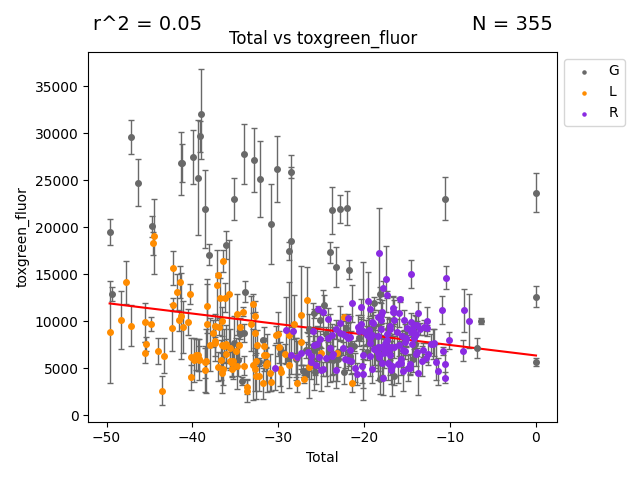 r^2 = 0.05
N = 355
Total vs toxgreen_fluor
G
L
R
35000
30000
25000
20000
15000
10000
5000
0
toxgreen_fluor
−50
−40
−30
−20
−10
0
Total